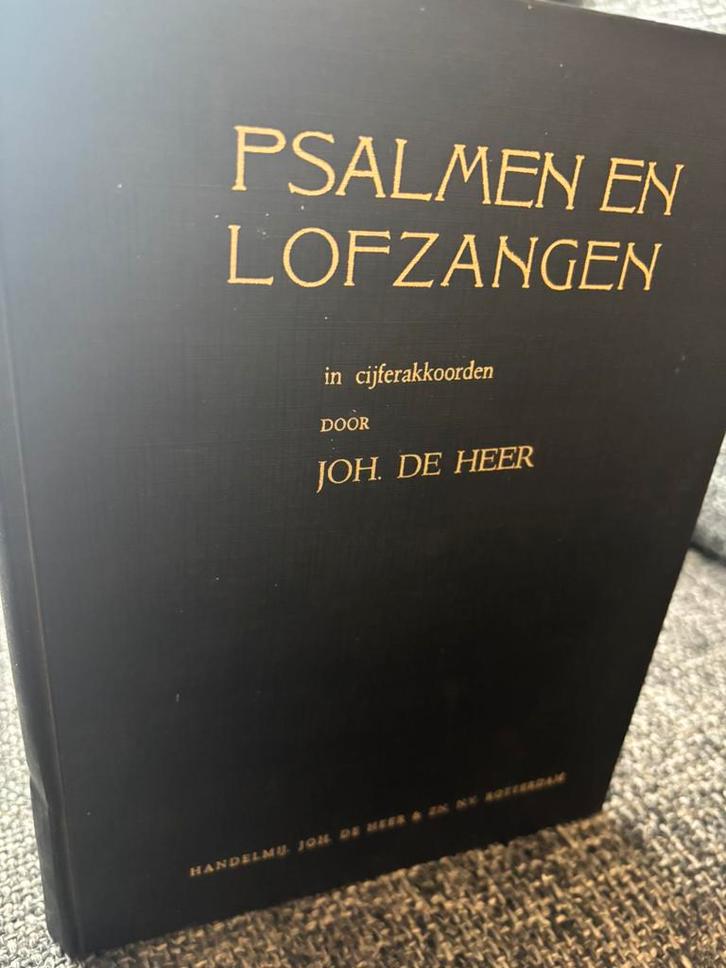 PSALMEN EN
LOFZANGEN
in cijferakkoorden
DOOR
JOH. DE HEER
HANDELMIJ. JOH. DE HEER & ZN. N.V. ROTTERDAM